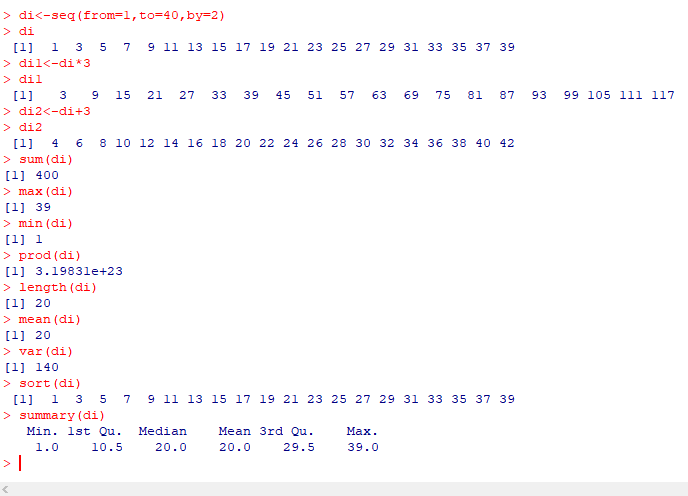 > di<-seq(from=1,to=40,by=2)
> di
 [1]  1  3  5  7  9 11 13 15 17 19 21 23 25 27 29 31 33 35 37 39
> di1<-di*3
> di1
 [1]   3   9  15  21  27  33  39  45  51  57  63  69  75  81  87  93  99 105 111 117
> di2<-di+3
> di2
 [1]  4  6  8 10 12 14 16 18 20 22 24 26 28 30 32 34 36 38 40 42
> sum(di)
[1] 400
> max(di)
[1] 39
> min(di)
[1] 1
> prod(di)
[1] 3.19831e+23
> length(di)
[1] 20
> mean(di)
[1] 20
> var(di)
[1] 140
> sort(di)
 [1]  1  3  5  7  9 11 13 15 17 19 21 23 25 27 29 31 33 35 37 39
> summary(di)
   Min. 1st Qu.  Median    Mean 3rd Qu.    Max.
    1.0    10.5    20.0    20.0    29.5    39.0
>